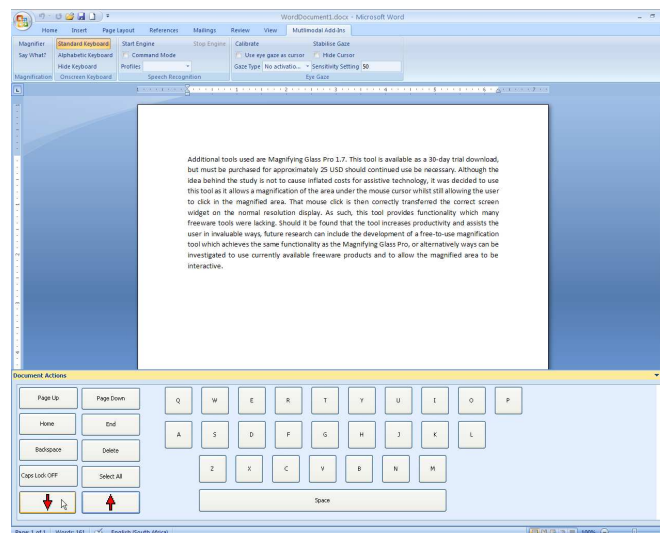 WordDocument1.docx - Microsoft Word
Home Insert Page Layout References Mailings Review View Multimodal Add-Ins
Magnifier Standard Keyboard Start Engine Stop Engine Calibrate Stabilise Gaze
Say What? Alphabetic Keyboard Command Mode Use eye gaze as cursor Hide Cursor
Hide Keyboard Profiles Gaze Type No activatio... Sensitivity Setting 50
Magnification Onscreen Keyboard Speech Recognition Eye Gaze
Additional tools used are Magnifying Glass Pro 1.7. This tool is available as a 30-day trial download,
but must be purchased for approximately 25 USD should continued use be necessary. Although the
idea behind the study is not to cause inflated costs for assistive technology, it was decided to use
this tool as it allows a magnification of the area under the mouse cursor whilst still allowing the user
to click in the magnified area. That mouse click is then correctly transferred the correct screen
widget on the normal resolution display. As such, this tool provides functionality which many
freeware tools were lacking. Should it be found that the tool increases productivity and assists the
user in invaluable ways, future research can include the development of a free-to-use magnification
tool which achieves the same functionality as the Magnifying Glass Pro, or alternatively ways can be
investigated to use currently available freeware products and to allow the magnified area to be
interactive.
Document Actions
Page Up Page Down Q W E R T Y U I O P
Home End A S D F G H J K L
Backspace Delete
Caps Lock OFF Select All Z X C V B N M
Space
Page: 1 of 1 Words: 161 English (South Africa) 100%